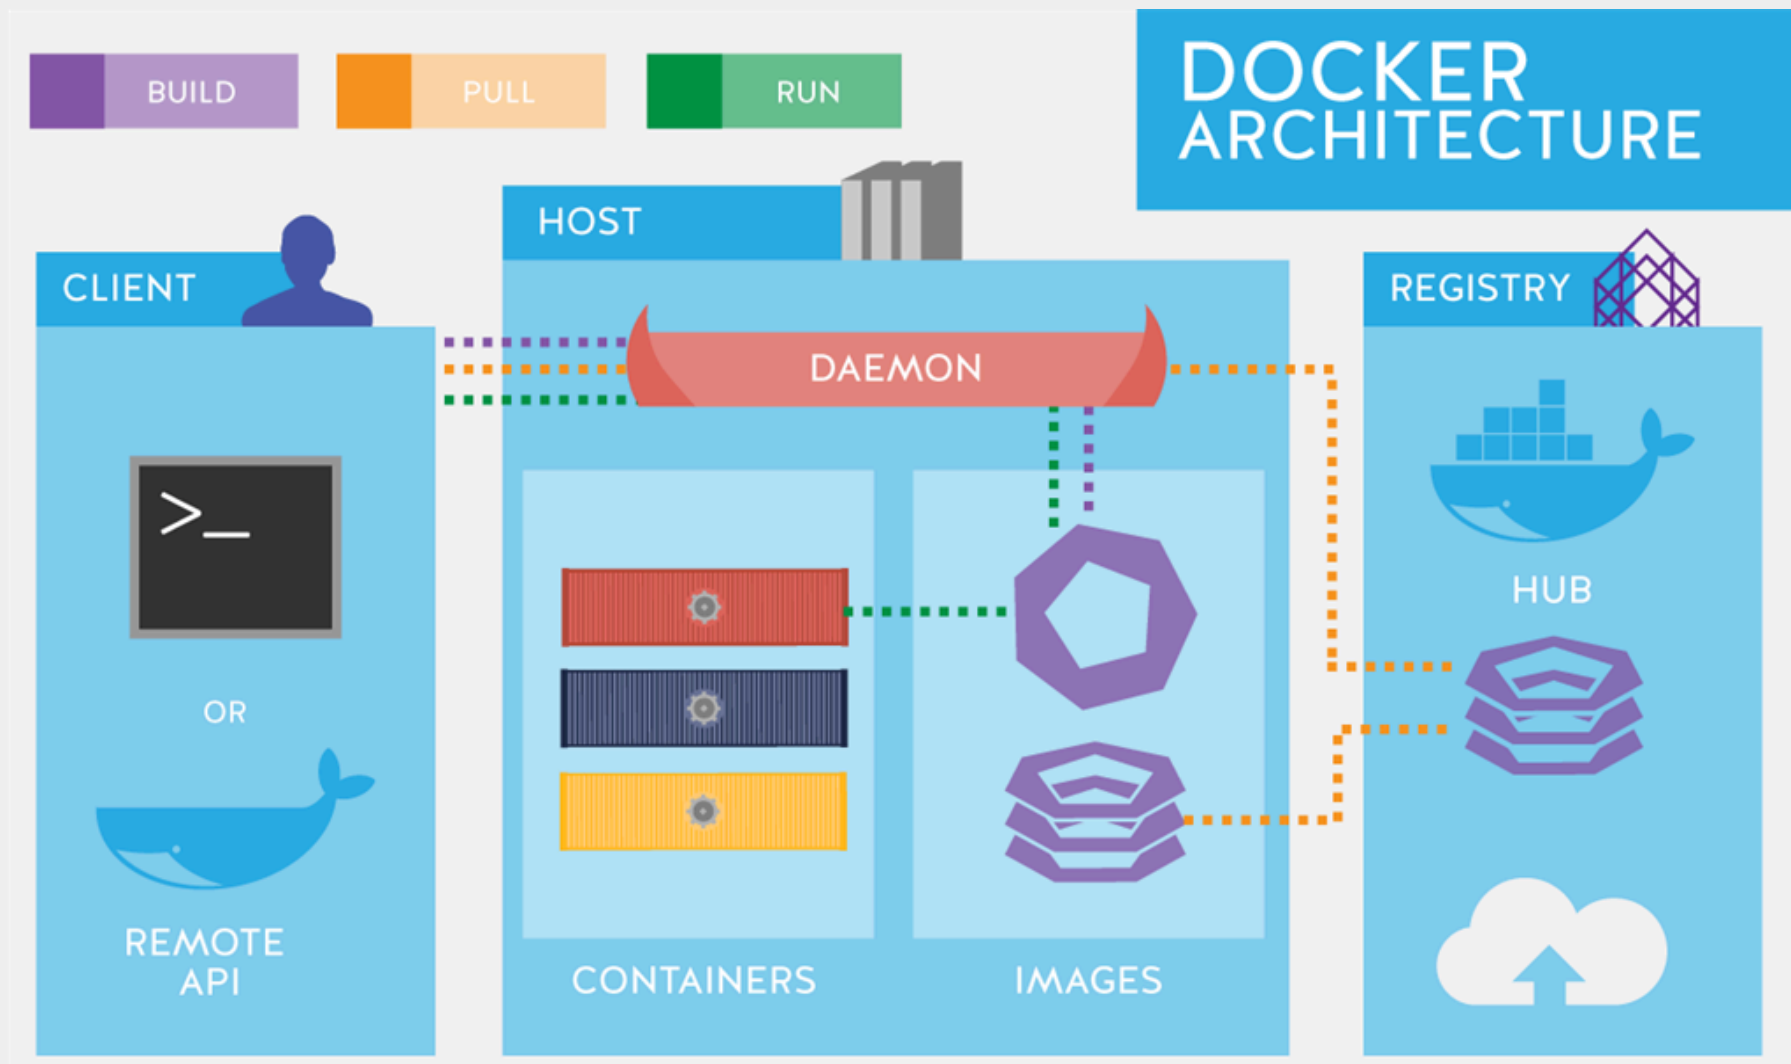 BUILD
PULL
RUN
DOCKER
ARCHITECTURE
CLIENT
>_
OR
REMOTE
API
HOST
DAEMON
CONTAINERS
IMAGES
REGISTRY
HUB